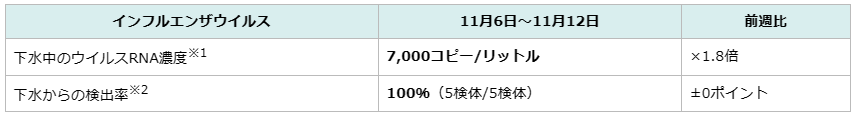 インフルエンザウイルス 11月6日～11月12日 前週比
下水中のウイルスRNA濃度※1 7,000コピー/リットル ×1.8倍
下水からの検出率※2 100%（5検体/5検体） ±0ポイント